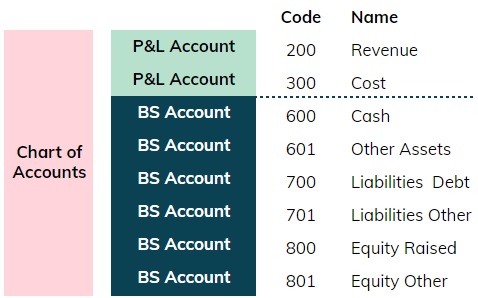 Code Name
P&L Account 200 Revenue
P&L Account 300 Cost
BS Account 600 Cash
BS Account 601 Other Assets
Chart of Accounts
BS Account 700 Liabilities Debt
BS Account 701 Liabilities Other
BS Account 800 Equity Raised
BS Account 801 Equity Other